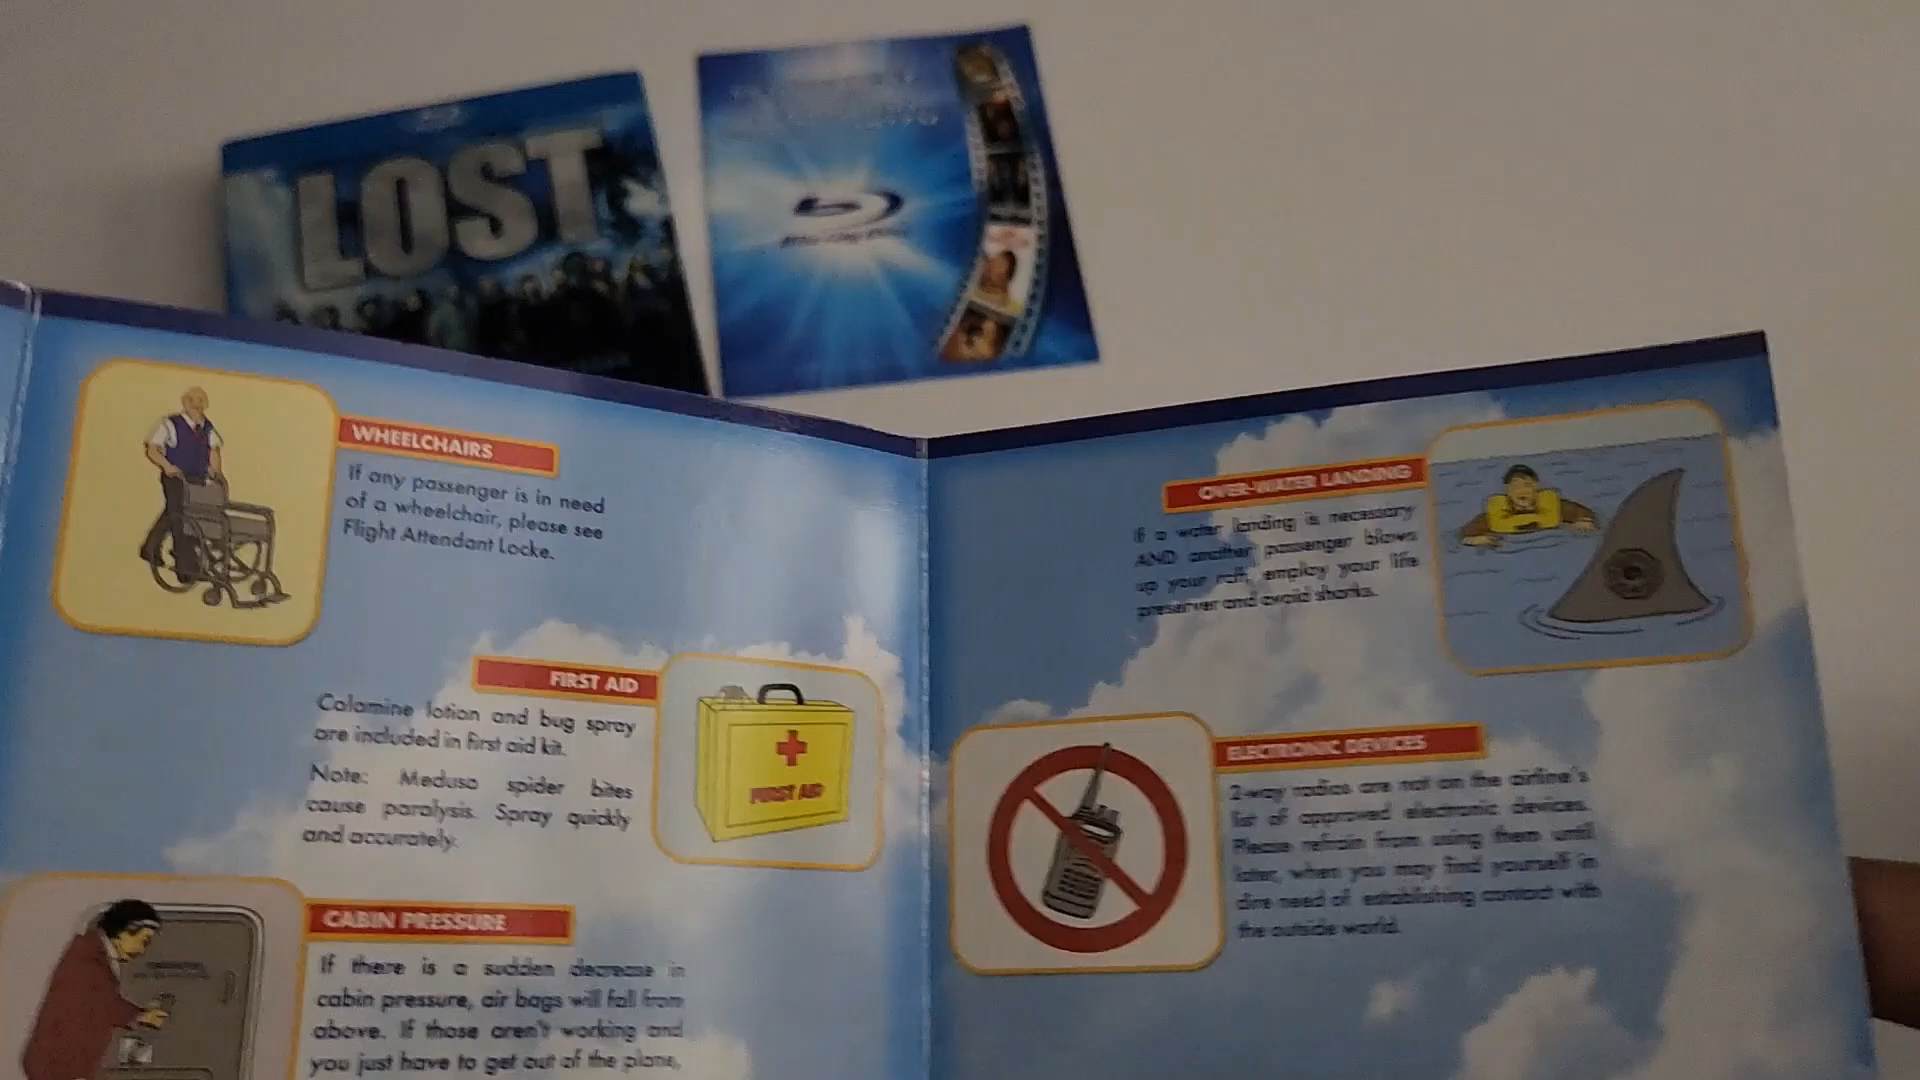 LOST
WHEELCHAIRS
If any passenger is in need
of a wheelchair, please see
Flight Attendant Locke.
FIRST AID
Calamine lotion and bug spray
are included in first aid kit.
Note: Medusa spider bites
cause paralysis. Spray quickly
and accurately.
FIRST AID
CABIN PRESSURE
If there is a sudden decrease in
cabin pressure, air bags will fall from
above. If those aren't working and
you just have to get out of the plane,
OVER-WATER LANDING
If a water landing is necessary
AND another passenger blows
up your raft, employ your life
preserver and avoid sharks.
ELECTRONIC DEVICES
2-way radios are not on the airline's
list of approved electronic devices.
Please refrain from using them until
later, when you may find yourself in
dire need of establishing contact with
the outside world.